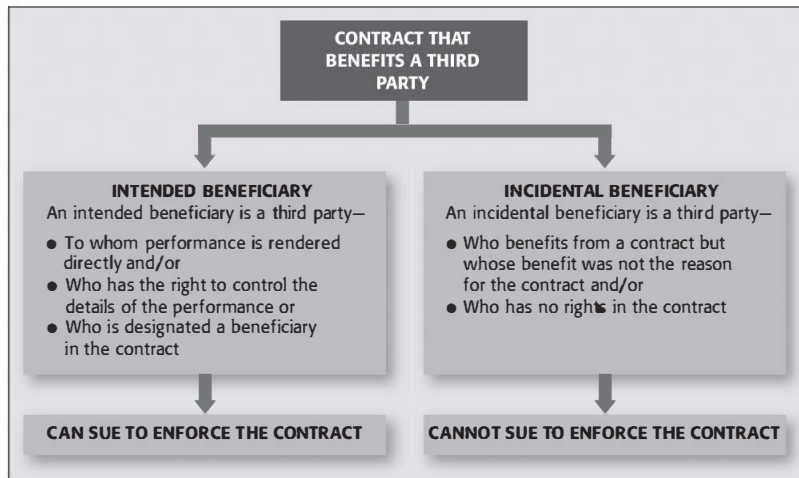 CONTRACT THAT
BENEFITS A THIRD
PARTY
INTENDED BENEFICIARY
An intended beneficiary is a third party—
● To whom performance is rendered
directly and/or
● Who has the right to control the
details of the performance or
● Who is designated a beneficiary
in the contract
INCIDENTAL BENEFICIARY
An incidental beneficiary is a third party—
● Who benefits from a contract but
whose benefit was not the reason
for the contract and/or
● Who has no rights in the contract
CAN SUE TO ENFORCE THE CONTRACT
CANNOT SUE TO ENFORCE THE CONTRACT